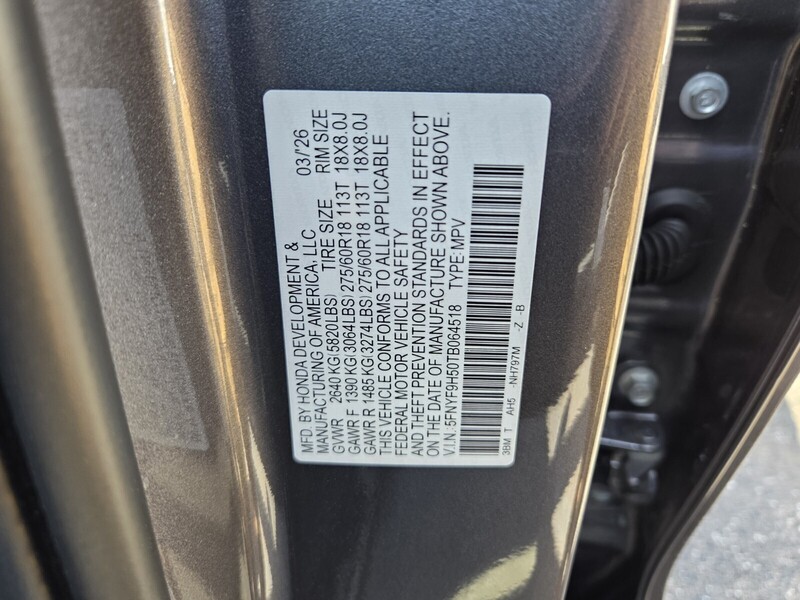 MFD. BY HONDA DEVELOPMENT &
MANUFACTURING OF AMERICA, LLC 03/'26
GVWR 2640 KG(5820LBS) TIRE SIZE RIM SIZE
GAWR F 1390 KG(3064LBS) 275/60R18 113T 18X8.0J
GAWR R 1485 KG(3274LBS) 275/60R18 113T 18X8.0J
THIS VEHICLE CONFORMS TO ALL APPLICABLE
FEDERAL MOTOR VEHICLE SAFETY
AND THEFT PREVENTION STANDARDS IN EFFECT
ON THE DATE OF MANUFACTURE SHOWN ABOVE.
V.I.N.: 5FNYF9H50TB064518 TYPE: MPV
3BM T AH5 -NH797M -Z -B